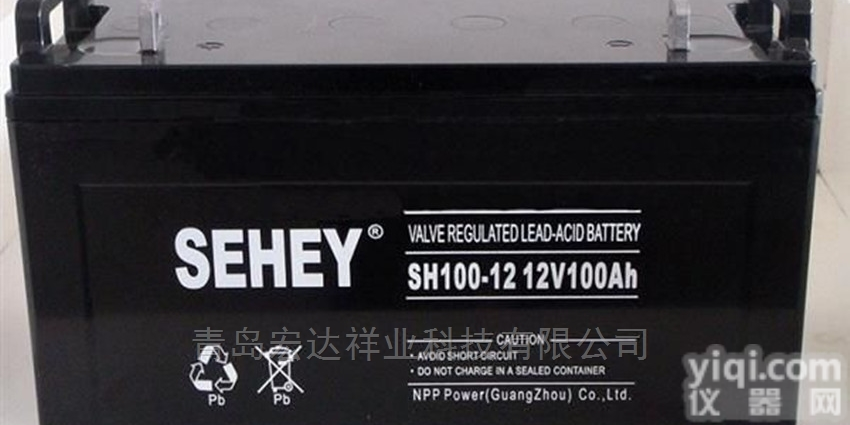 SEHEY®
VALVE REGULATED LEAD-ACID BATTERY
SH100-12 12V100Ah
青岛安达祥业科技有限公司
CAUTION
• AVOID SHORT CIRCUIT
• DO NOT CHARGE IN A SEALED CONTAINER
Pb
Pb
Pb
NPP Power(GuangZhou) Co.,Ltd.
yiqi.com
仪器网